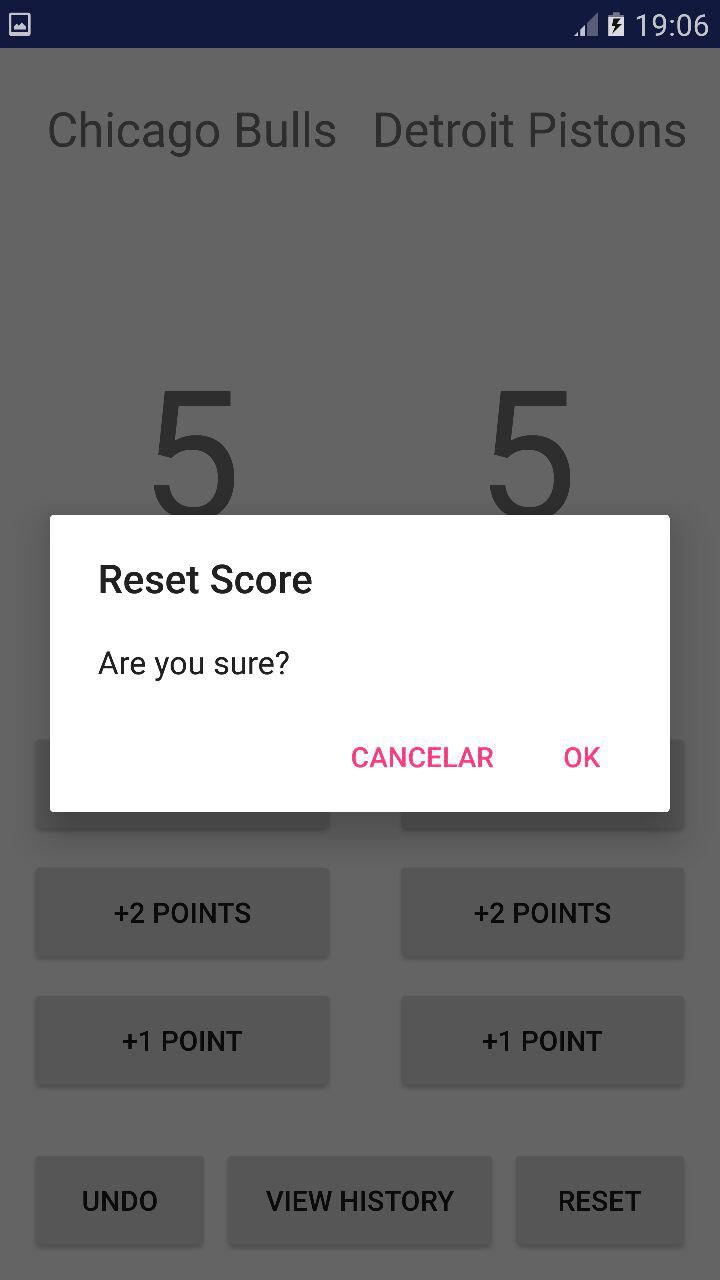 19:06
Chicago Bulls Detroit Pistons
5 5
Reset Score
Are you sure?
CANCELAR OK
+2 POINTS +2 POINTS
+1 POINT +1 POINT
UNDO VIEW HISTORY RESET